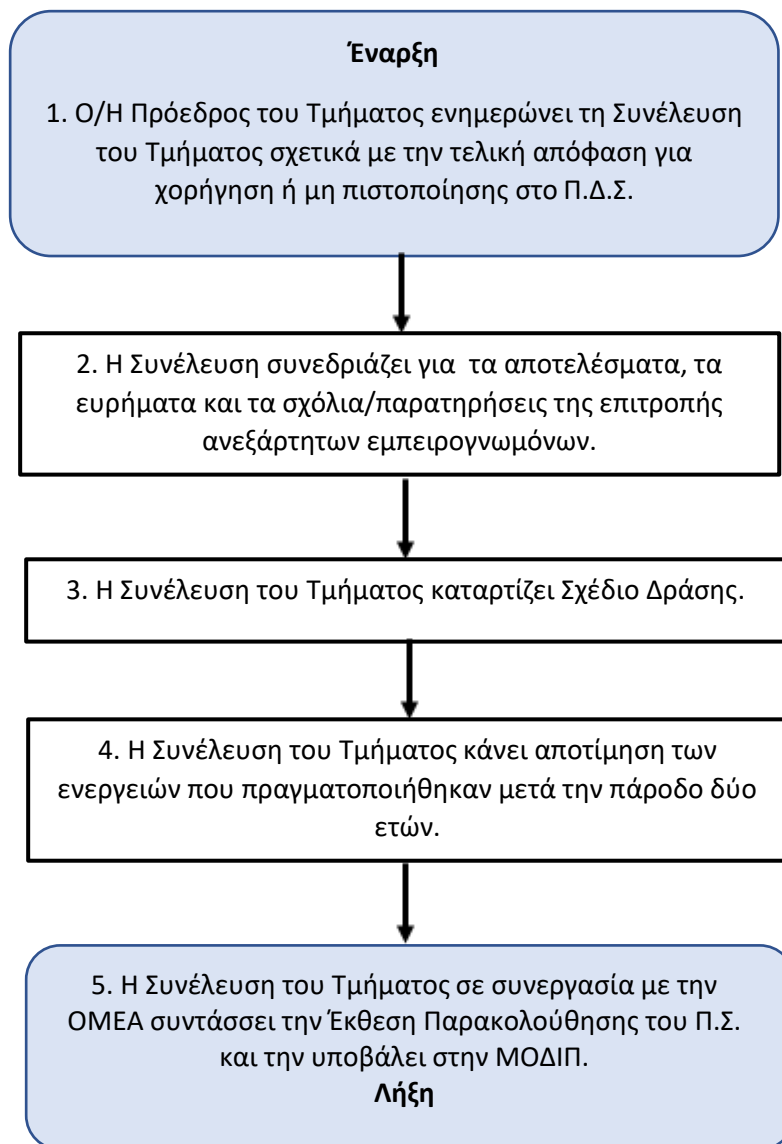 Έναρξη
1. Ο/Η Πρόεδρος του Τμήματος ενημερώνει τη Συνέλευση
του Τμήματος σχετικά με την τελική απόφαση για
χορήγηση ή μη πιστοποίησης στο Π.Δ.Σ.
2. Η Συνέλευση συνεδριάζει για τα αποτελέσματα, τα
ευρήματα και τα σχόλια/παρατηρήσεις της επιτροπής
ανεξάρτητων εμπειρογνωμόνων.
3. Η Συνέλευση του Τμήματος καταρτίζει Σχέδιο Δράσης.
4. Η Συνέλευση του Τμήματος κάνει αποτίμηση των
ενεργειών που πραγματοποιήθηκαν μετά την πάροδο δύο
ετών.
5. Η Συνέλευση του Τμήματος σε συνεργασία με την
ΟΜΕΑ συντάσσει την Έκθεση Παρακολούθησης του Π.Σ.
και την υποβάλει στην ΜΟΔΙΠ.
Λήξη